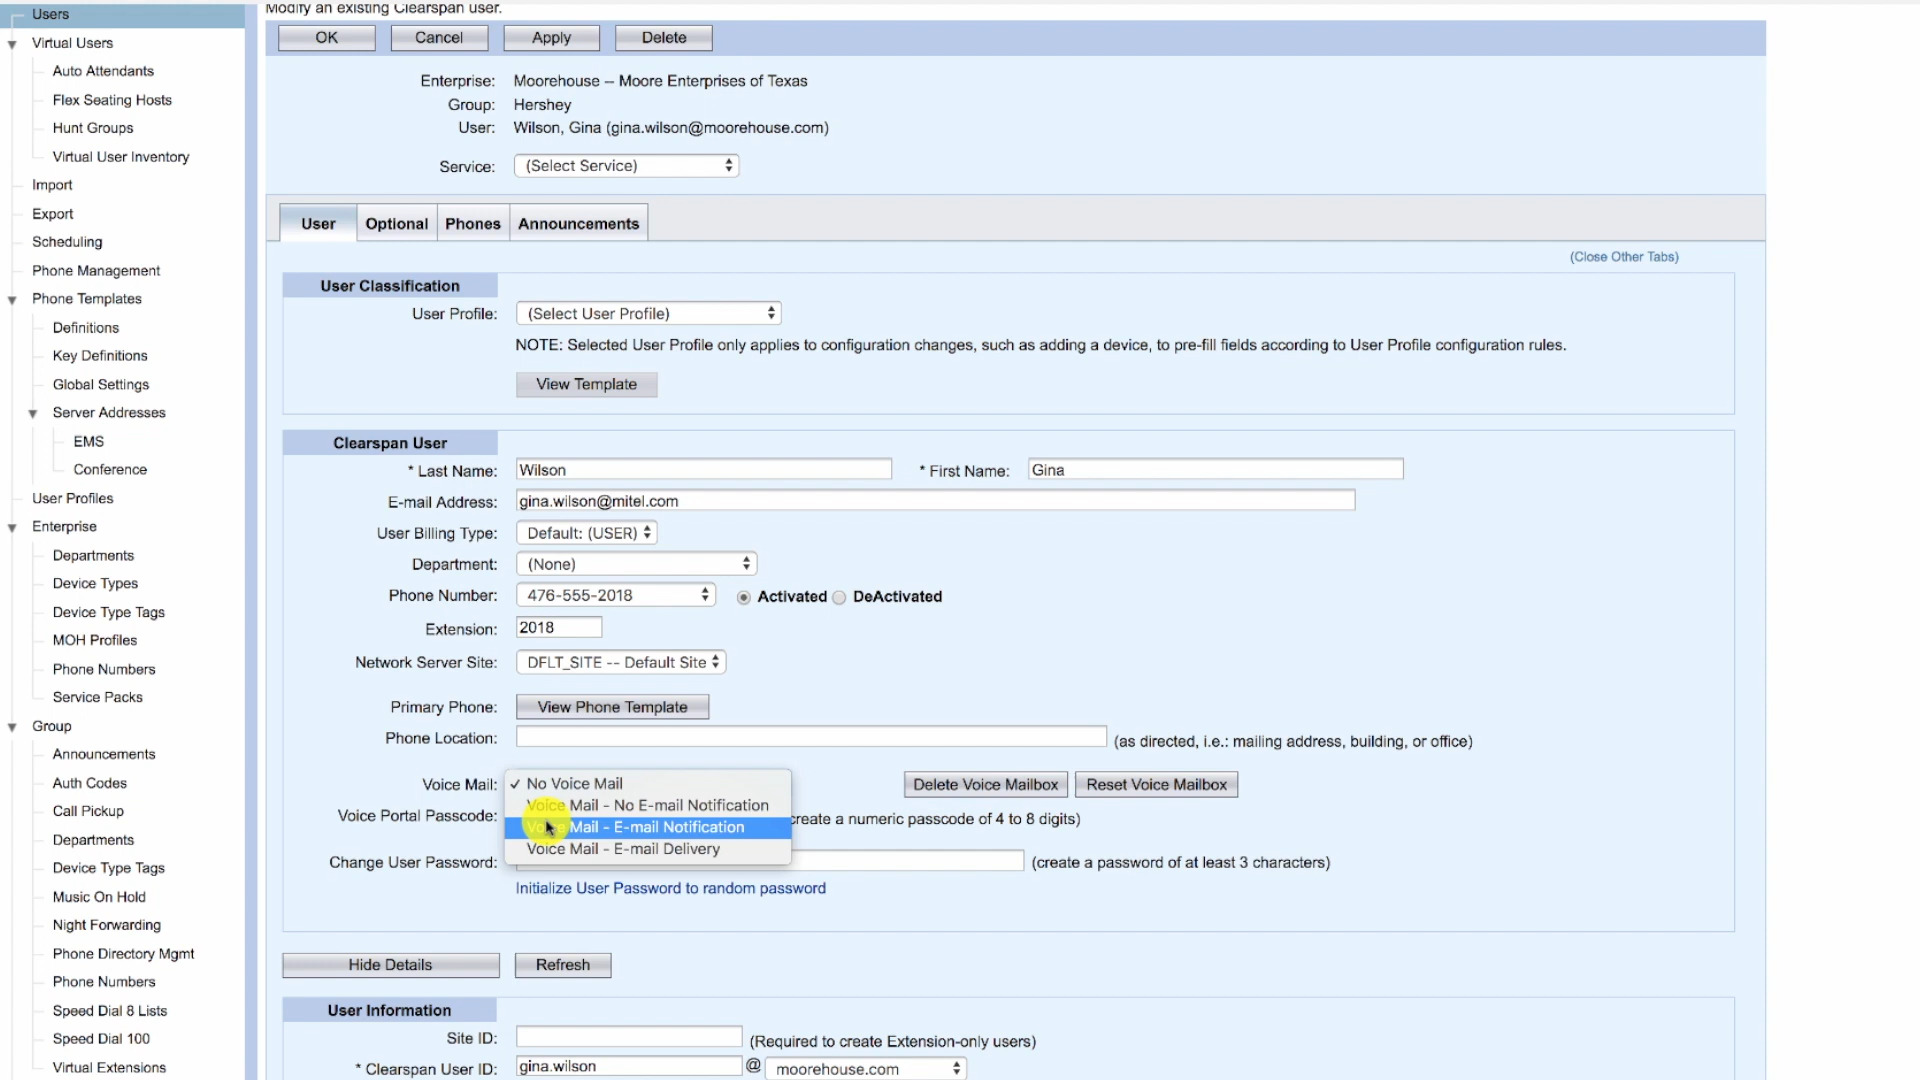 Users
Virtual Users
Auto Attendants
Flex Seating Hosts
Hunt Groups
Virtual User Inventory
Import
Export
Scheduling
Phone Management
Phone Templates
Definitions
Key Definitions
Global Settings
Server Addresses
EMS
Conference
User Profiles
Enterprise
Departments
Device Types
Device Type Tags
MOH Profiles
Phone Numbers
Service Packs
Group
Announcements
Auth Codes
Call Pickup
Departments
Device Type Tags
Music On Hold
Night Forwarding
Phone Directory Mgmt
Phone Numbers
Speed Dial 8 Lists
Speed Dial 100
Virtual Extensions
Modify an existing Clearspan user.
OK Cancel Apply Delete
Enterprise: Moorehouse -- Moore Enterprises of Texas
Group: Hershey
User: Wilson, Gina (gina.wilson@moorehouse.com)
Service: (Select Service)
User Optional Phones Announcements
(Close Other Tabs)
User Classification
User Profile: (Select User Profile)
NOTE: Selected User Profile only applies to configuration changes, such as adding a device, to pre-fill fields according to User Profile configuration rules.
View Template
Clearspan User
* Last Name: Wilson * First Name: Gina
E-mail Address: gina.wilson@mitel.com
User Billing Type: Default: (USER)
Department: (None)
Phone Number: 476-555-2018 Activated DeActivated
Extension: 2018
Network Server Site: DFLT_SITE -- Default Site
Primary Phone: View Phone Template
Phone Location: (as directed, i.e.: mailing address, building, or office)
Voice Mail: ✓ No Voice Mail Delete Voice Mailbox Reset Voice Mailbox
Voice Mail - No E-mail Notification
Voice Portal Passcode: (create a numeric passcode of 4 to 8 digits)
Voice Mail - E-mail Notification
Voice Mail - E-mail Delivery
Change User Password: (create a password of at least 3 characters)
Initialize User Password to random password
Hide Details Refresh
User Information
Site ID: (Required to create Extension-only users)
* Clearspan User ID: gina.wilson @ moorehouse.com